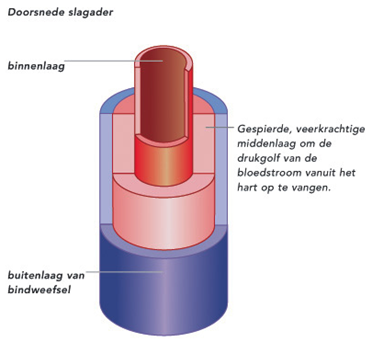 Doorsnede slagader
binnenlaag
Gespierde, veerkrachtige
middenlaag om de
drukgolf van de
bloedstroom vanuit het
hart op te vangen.
buitenlaag van
bindweefsel